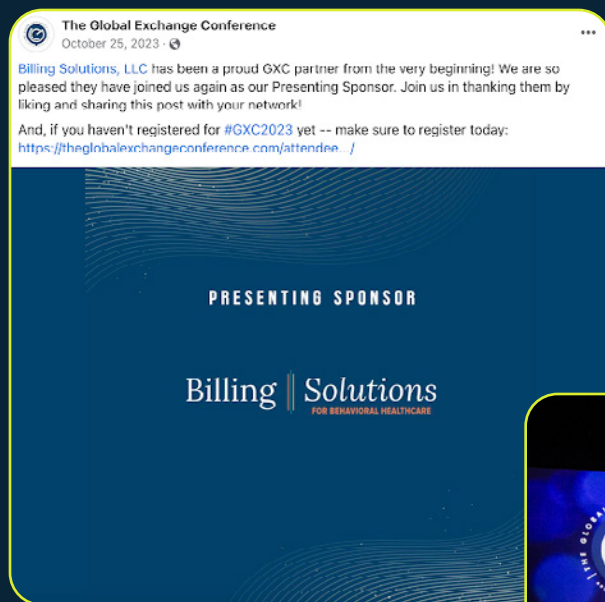 The Global Exchange Conference
October 25, 2023 ·
Billing Solutions, LLC has been a proud GXC partner from the very beginning! We are so
pleased they have joined us again as our Presenting Sponsor. Join us in thanking them by
liking and sharing this post with your network!
And, if you haven't registered for #GXC2023 yet -- make sure to register today:
https://theglobalexchangeconference.com/attendee.../
PRESENTING SPONSOR
Billing Solutions
FOR BEHAVIORAL HEALTHCARE
THE GLOBAL